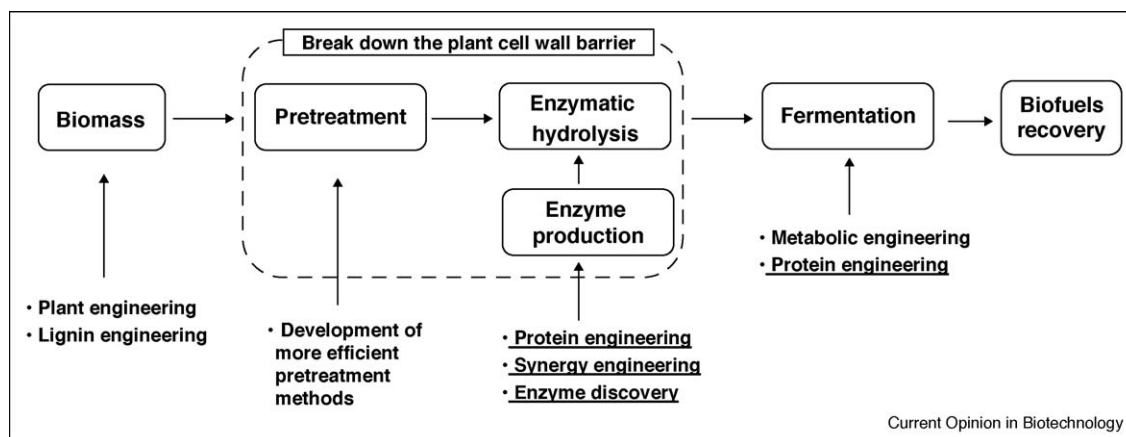 Break down the plant cell wall barrier
Biomass
Pretreatment
Enzymatic
hydrolysis
Fermentation
Biofuels
recovery
Enzyme
production
· Plant engineering
· Lignin engineering
· Development of
more efficient
pretreatment
methods
· Protein engineering
· Synergy engineering
· Enzyme discovery
· Metabolic engineering
· Protein engineering
Current Opinion in Biotechnology